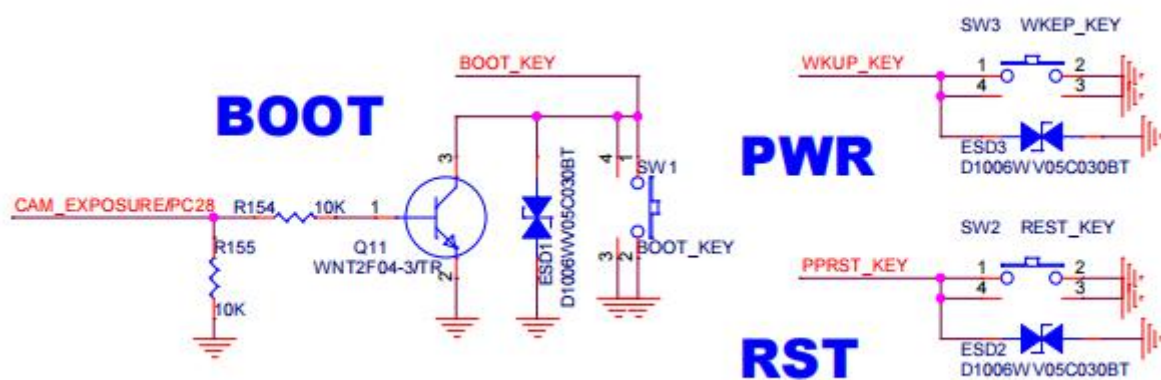 BOOT_KEY
BOOT
3
4
1
SW1
CAM_EXPOSURE/PC28
R154
10K
1
Q11
WNT2F04-3/TR
2
ESD1
D1006WV05C030BT
3
2
BOOT_KEY
R155
10K
SW3 WKEP_KEY
WKUP_KEY
1
2
4
3
PWR
ESD3
D1006WV05C030BT
SW2 REST_KEY
PPRST_KEY
1
2
4
3
RST
ESD2
D1006WV05C030BT